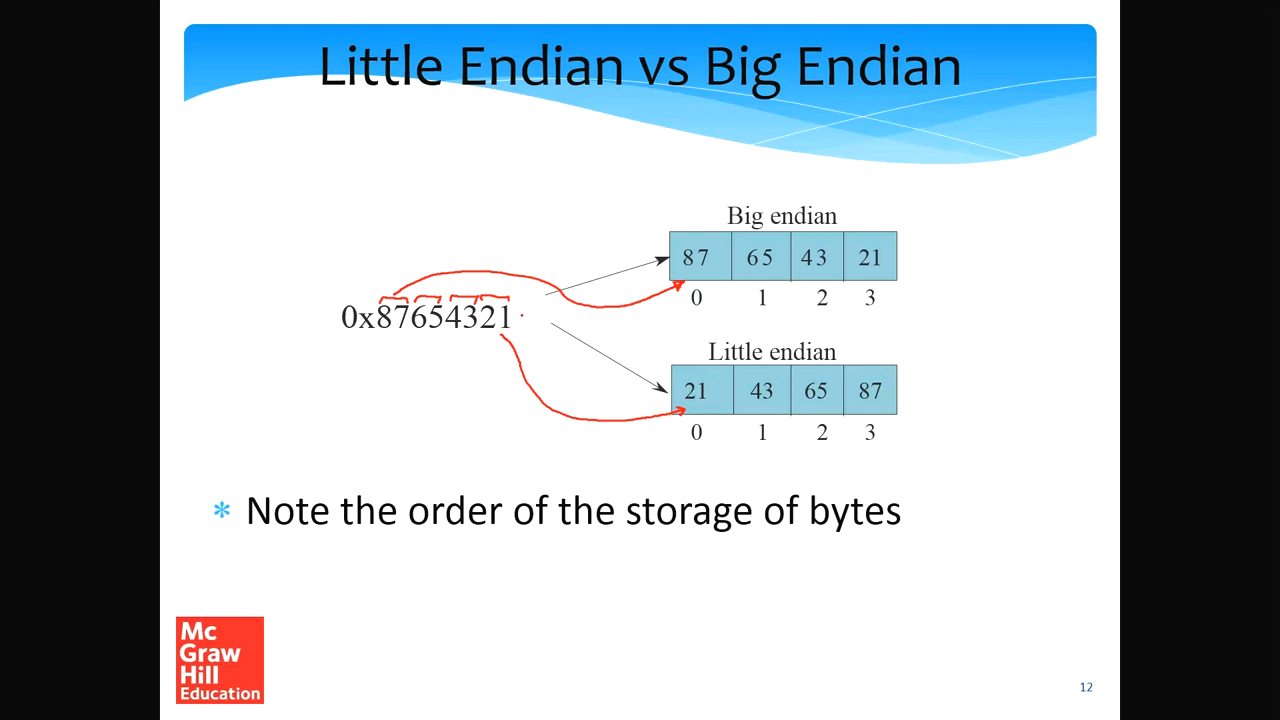 Little Endian vs Big Endian
Big endian
87 65 43 21
0 1 2 3
0x87654321
Little endian
21 43 65 87
0 1 2 3
* Note the order of the storage of bytes
Mc
Graw
Hill
Education
12